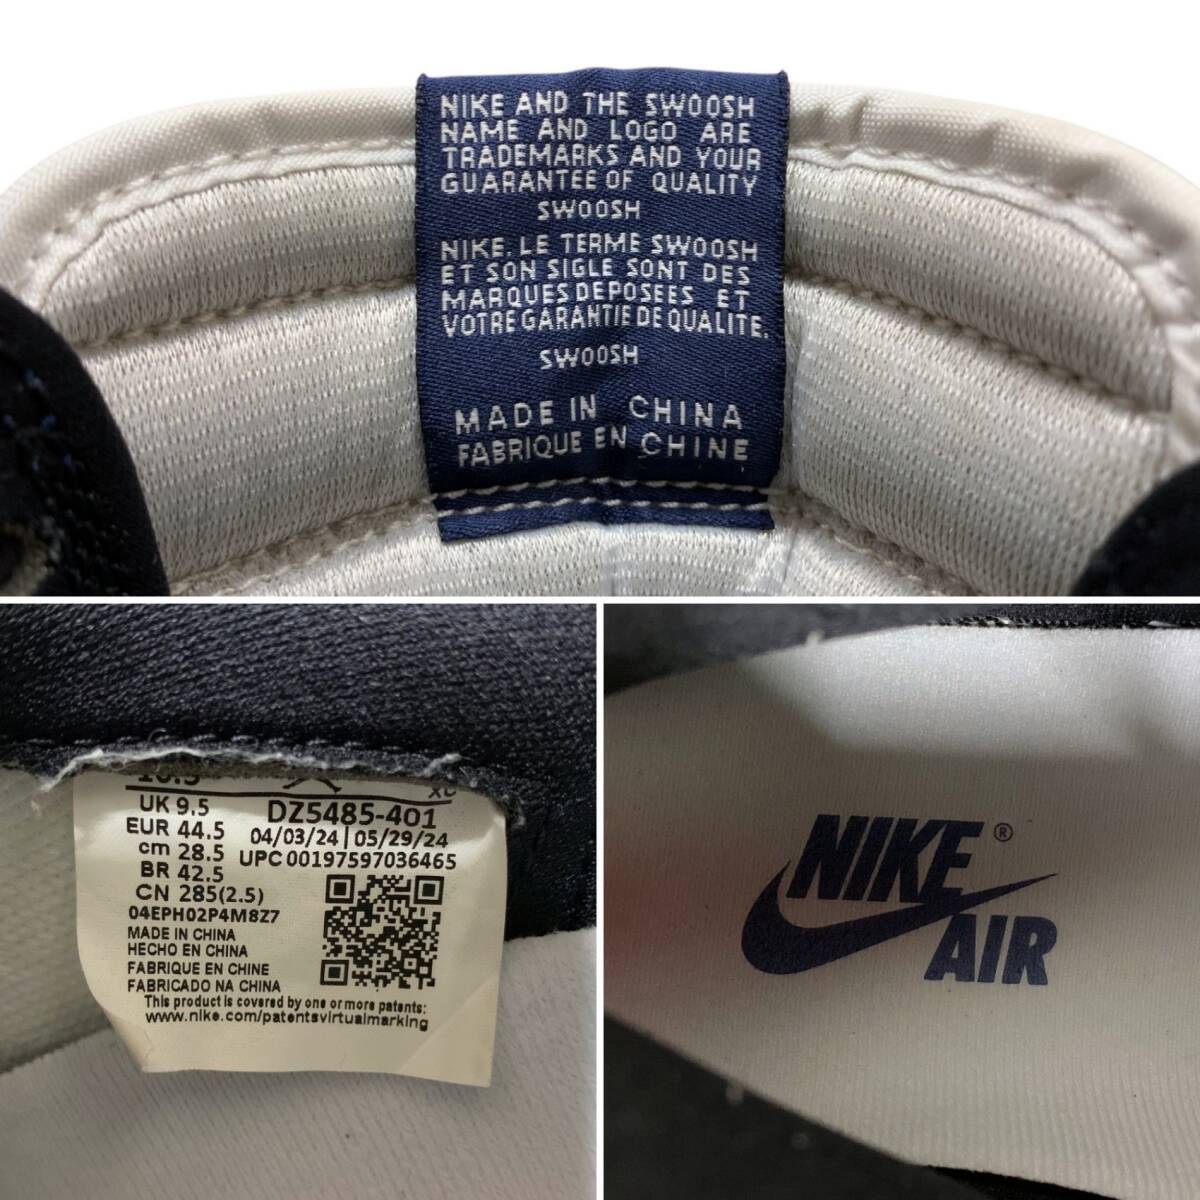 NIKE AND THE SWOOSH
NAME AND LOGO ARE
TRADEMARKS AND YOUR
GUARANTEE OF QUALITY
SWOOSH
NIKE. LE TERME SWOOSH
ET SON SIGLE SONT DES
MARQUES DEPOSEES ET
VOTRE GARANTIE DE QUALITE.
SWOOSH
MADE IN CHINA
FABRIQUE EN CHINE
10.5
UK 9.5 DZ5485-401
EUR 44.5 04/03/24 | 05/29/24
cm 28.5 UPC 00197597036465
BR 42.5
CN 285(2.5)
04EPH02P4M8Z7
MADE IN CHINA
HECHO EN CHINA
FABRIQUE EN CHINE
FABRICADO NA CHINA
This product is covered by one or more patents:
www.nike.com/patentsvirtualmarking
NIKE®
AIR